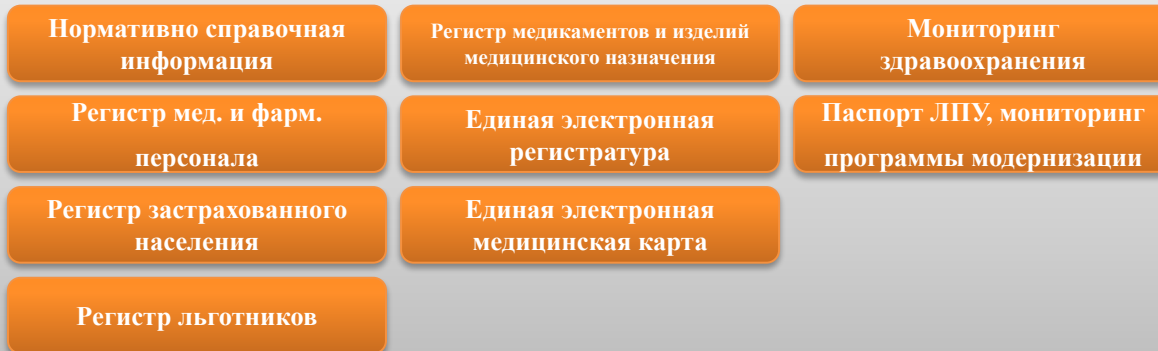 Нормативно справочная
информация
Регистр мед. и фарм.
персонала
Регистр застрахованного
населения
Регистр льготников
Регистр медикаментов и изделий
медицинского назначения
Единая электронная
регистратура
Единая электронная
медицинская карта
Мониторинг
здравоохранения
Паспорт ЛПУ, мониторинг
программы модернизации